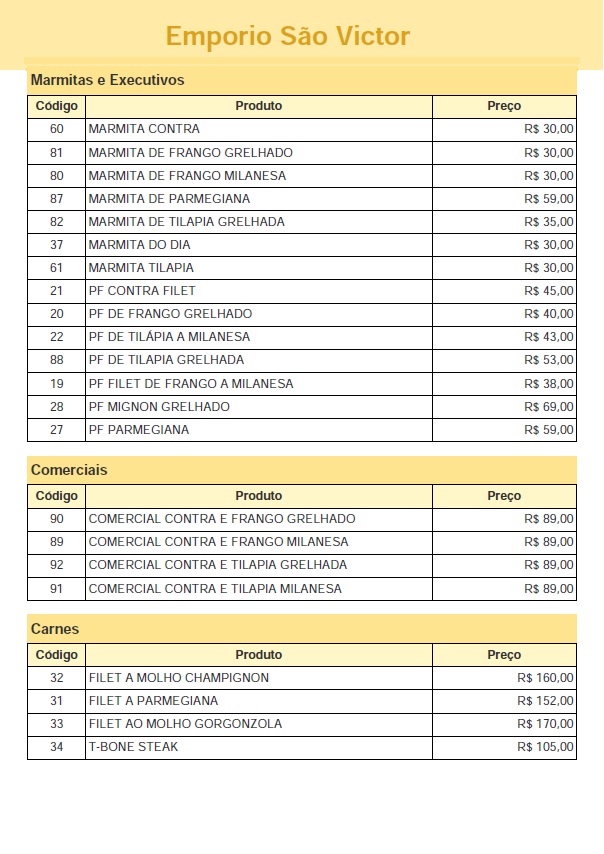 Emporio São Victor
Marmitas e Executivos
Código Produto Preço
60 MARMITA CONTRA R$ 30,00
81 MARMITA DE FRANGO GRELHADO R$ 30,00
80 MARMITA DE FRANGO MILANESA R$ 30,00
87 MARMITA DE PARMEGIANA R$ 59,00
82 MARMITA DE TILAPIA GRELHADA R$ 35,00
37 MARMITA DO DIA R$ 30,00
61 MARMITA TILAPIA R$ 30,00
21 PF CONTRA FILET R$ 45,00
20 PF DE FRANGO GRELHADO R$ 40,00
22 PF DE TILÁPIA A MILANESA R$ 43,00
88 PF DE TILAPIA GRELHADA R$ 53,00
19 PF FILET DE FRANGO A MILANESA R$ 38,00
28 PF MIGNON GRELHADO R$ 69,00
27 PF PARMEGIANA R$ 59,00
Comerciais
Código Produto Preço
90 COMERCIAL CONTRA E FRANGO GRELHADO R$ 89,00
89 COMERCIAL CONTRA E FRANGO MILANESA R$ 89,00
92 COMERCIAL CONTRA E TILAPIA GRELHADA R$ 89,00
91 COMERCIAL CONTRA E TILAPIA MILANESA R$ 89,00
Carnes
Código Produto Preço
32 FILET A MOLHO CHAMPIGNON R$ 160,00
31 FILET A PARMEGIANA R$ 152,00
33 FILET AO MOLHO GORGONZOLA R$ 170,00
34 T-BONE STEAK R$ 105,00